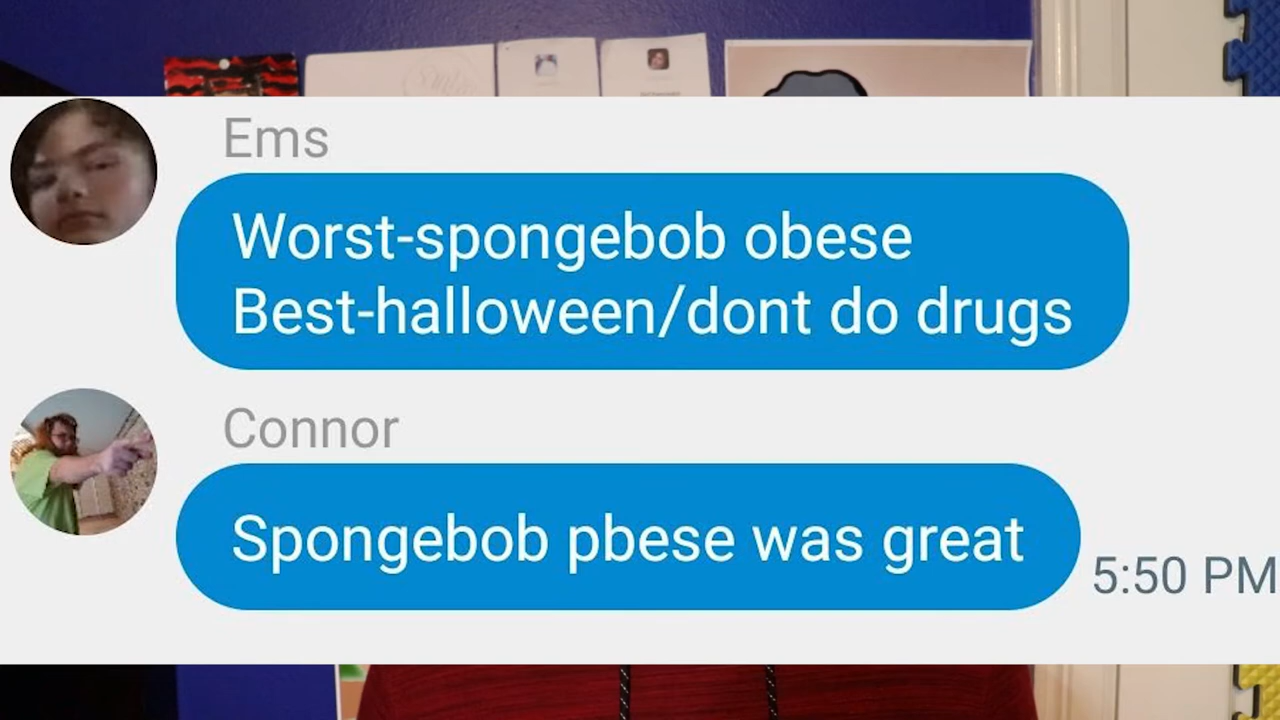 Ems
Worst-spongebob obese
Best-halloween/dont do drugs
Connor
Spongebob pbese was great
5:50 PM